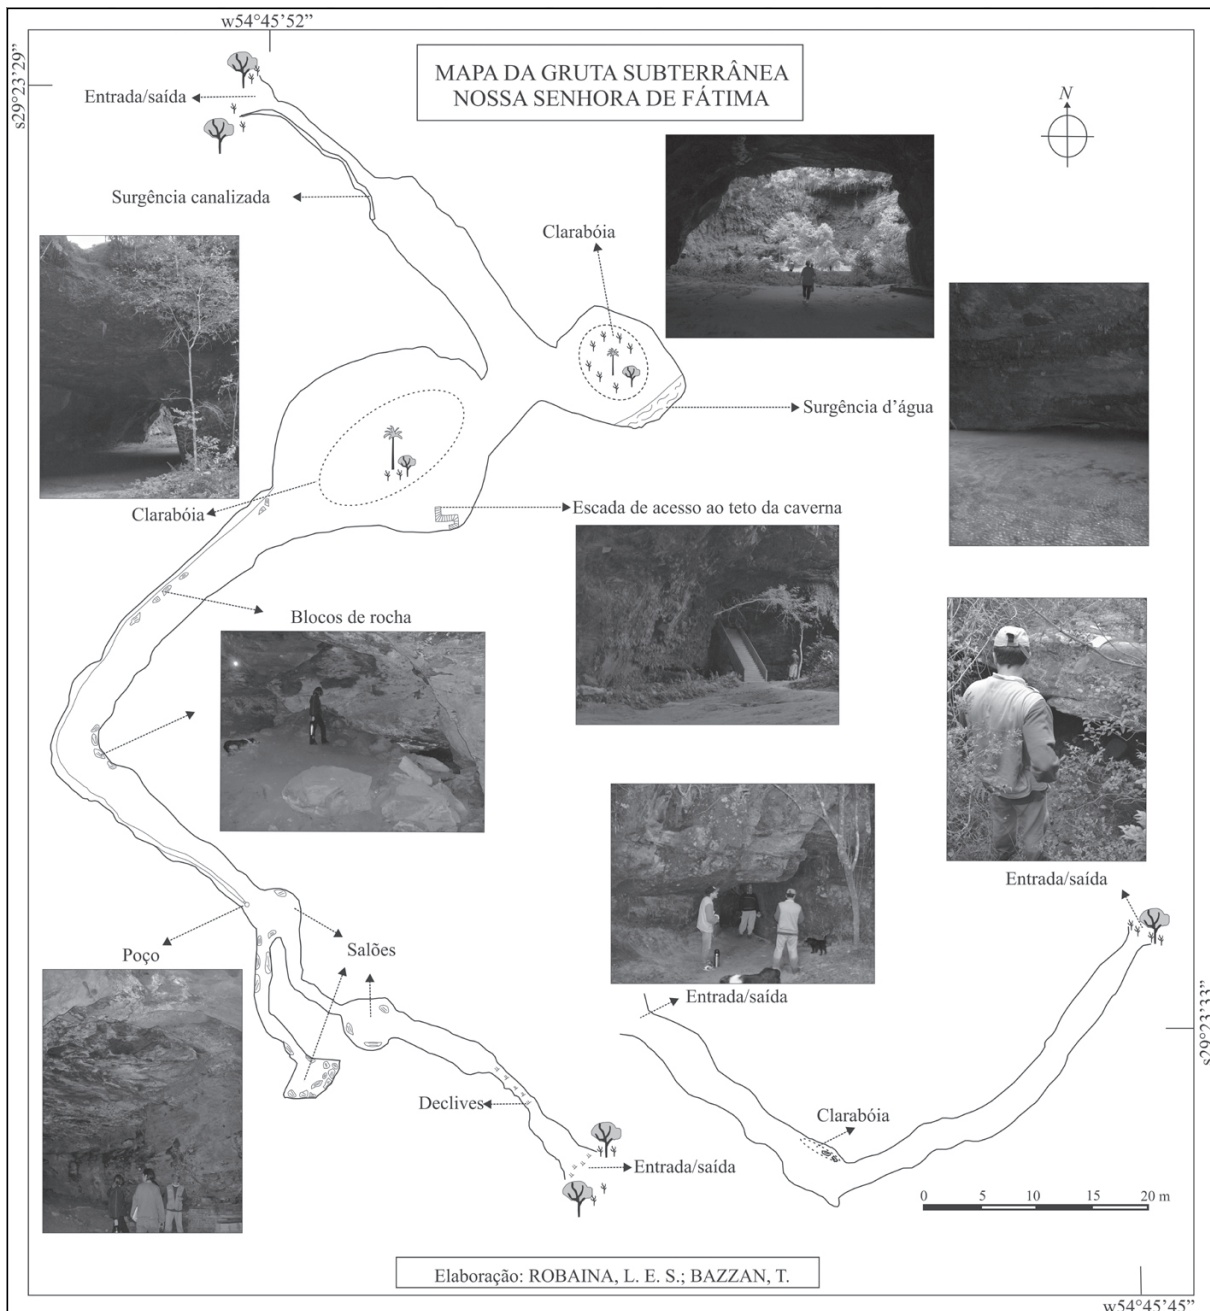 w54°45’52”
s29°23’29”
MAPA DA GRUTA SUBTERRÂNEA
NOSSA SENHORA DE FÁTIMA
N
Entrada/saída
Surgência canalizada
Clarabóia
Surgência d’água
Clarabóia
Escada de acesso ao teto da caverna
Blocos de rocha
Entrada/saída
Poço
Salões
Entrada/saída
s29°23’33”
Declives
Clarabóia
Entrada/saída
0 5 10 15 20 m
Elaboração: ROBAINA, L. E. S.; BAZZAN, T.
w54°45’45”